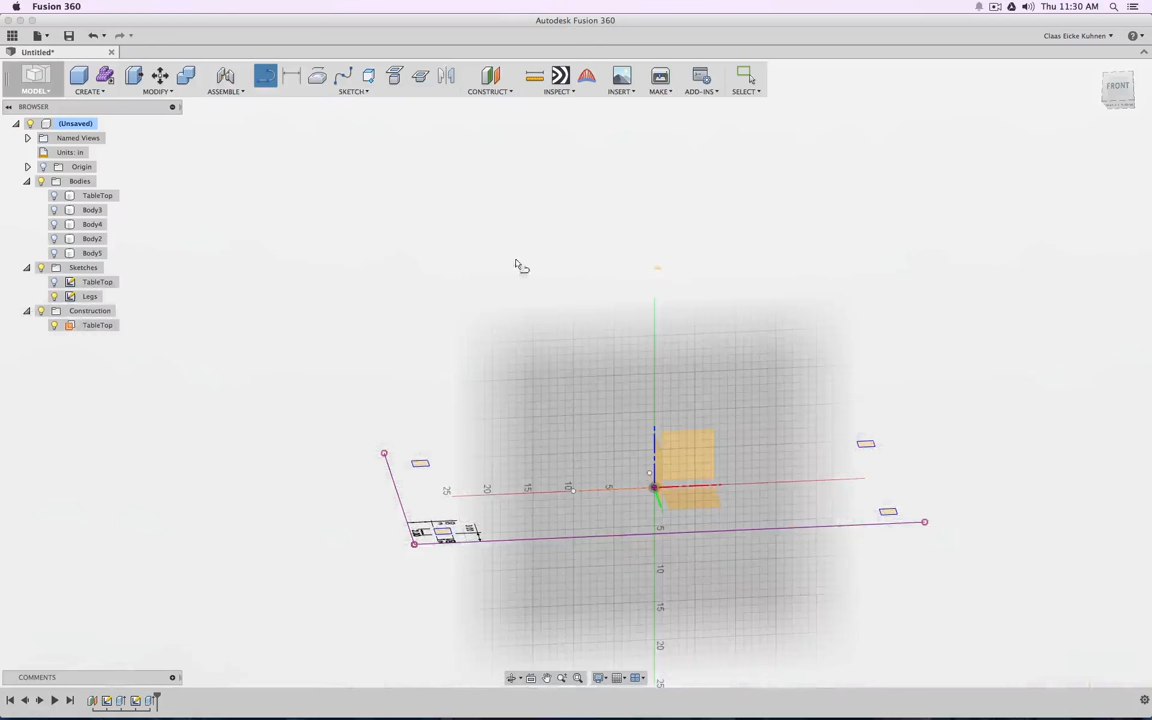 Fusion 360
Thu 11:30 AM
Autodesk Fusion 360
Claas Eicke Kuhnen
Untitled*
MODEL
CREATE
MODIFY
ASSEMBLE
SKETCH
CONSTRUCT
INSPECT
INSERT
MAKE
ADD-INS
SELECT
FRONT
BROWSER
(Unsaved)
Named Views
Units: in
Origin
Bodies
TableTop
Body3
Body4
Body2
Body5
Sketches
TableTop
Legs
Construction
TableTop
25
20
15
10
5
5
10
15
20
25
COMMENTS